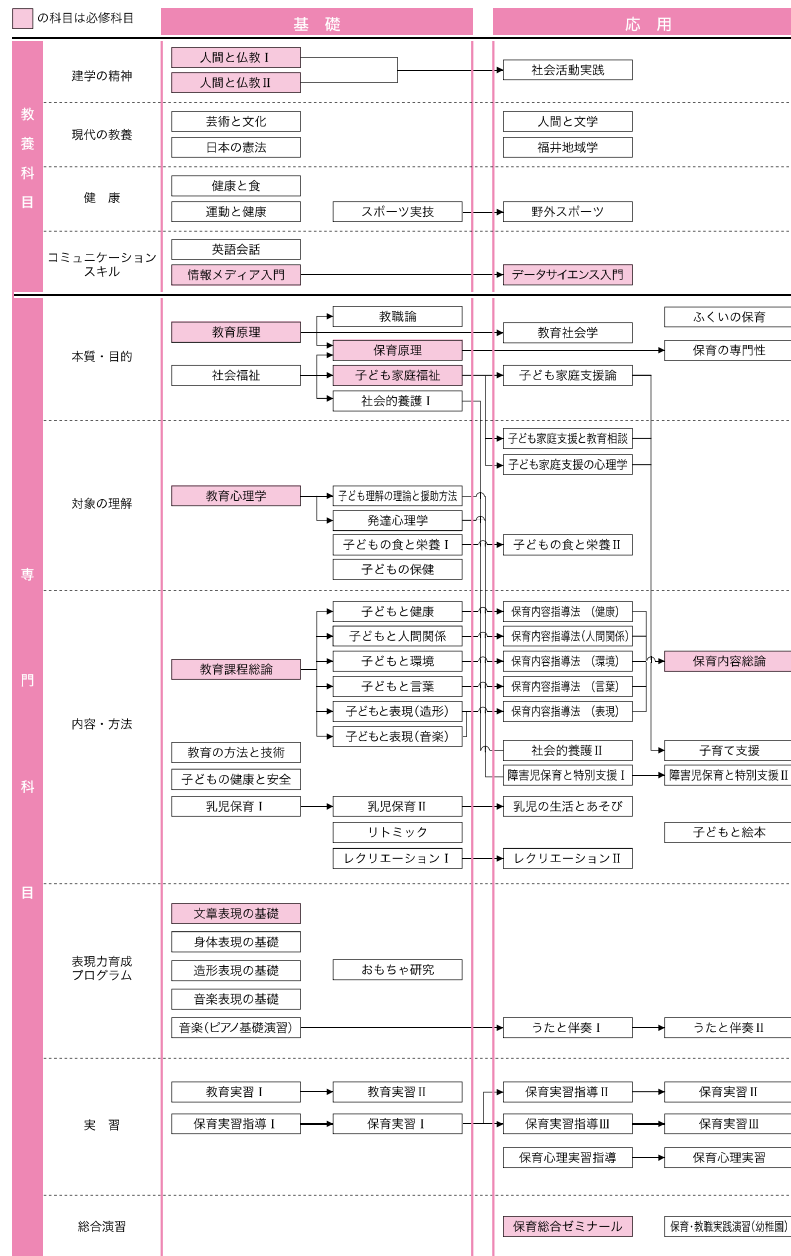 の科目は必修科目
基　礎
応　用
教養科目
建学の精神
人間と仏教Ⅰ
人間と仏教Ⅱ
社会活動実践
現代の教養
芸術と文化
日本の憲法
人間と文学
福井地域学
健　康
健康と食
運動と健康
スポーツ実技
野外スポーツ
コミュニケーション
スキル
英語会話
情報メディア入門
データサイエンス入門
専門科目
本質・目的
教育原理
社会福祉
教職論
保育原理
子ども家庭福祉
社会的養護Ⅰ
教育社会学
子ども家庭支援論
ふくいの保育
保育の専門性
対象の理解
教育心理学
子ども理解の理論と援助方法
発達心理学
子どもの食と栄養Ⅰ
子どもの保健
子ども家庭支援と教育相談
子ども家庭支援の心理学
子どもの食と栄養Ⅱ
内容・方法
教育課程総論
教育の方法と技術
子どもの健康と安全
乳児保育Ⅰ
子どもと健康
子どもと人間関係
子どもと環境
子どもと言葉
子どもと表現(造形)
子どもと表現(音楽)
乳児保育Ⅱ
リトミック
レクリエーションⅠ
保育内容指導法　(健康)
保育内容指導法(人間関係)
保育内容指導法　(環境)
保育内容指導法　(言葉)
保育内容指導法　(表現)
社会的養護Ⅱ
障害児保育と特別支援Ⅰ
乳児の生活とあそび
レクリエーションⅡ
保育内容総論
子育て支援
障害児保育と特別支援Ⅱ
子どもと絵本
表現力育成
プログラム
文章表現の基礎
身体表現の基礎
造形表現の基礎
音楽表現の基礎
音楽(ピアノ基礎演習)
おもちゃ研究
うたと伴奏Ⅰ
うたと伴奏Ⅱ
実　習
教育実習Ⅰ
保育実習指導Ⅰ
教育実習Ⅱ
保育実習Ⅰ
保育実習指導Ⅱ
保育実習指導Ⅲ
保育心理実習指導
保育実習Ⅱ
保育実習Ⅲ
保育心理実習
総合演習
保育総合ゼミナール
保育・教職実践演習(幼稚園)